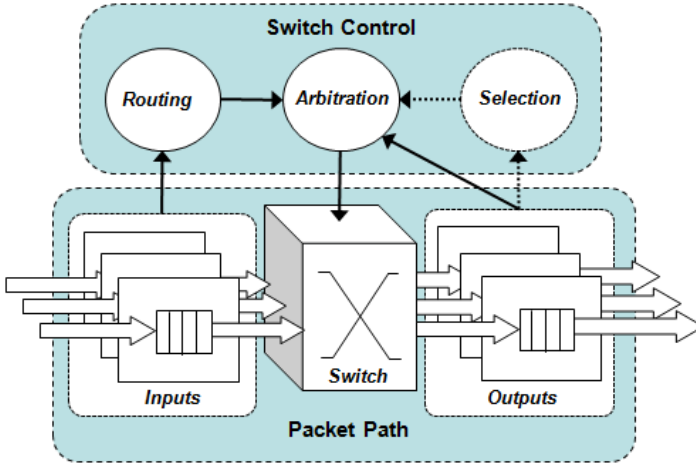 Switch Control
Routing
Arbitration
Selection
Inputs
Switch
Outputs
Packet Path